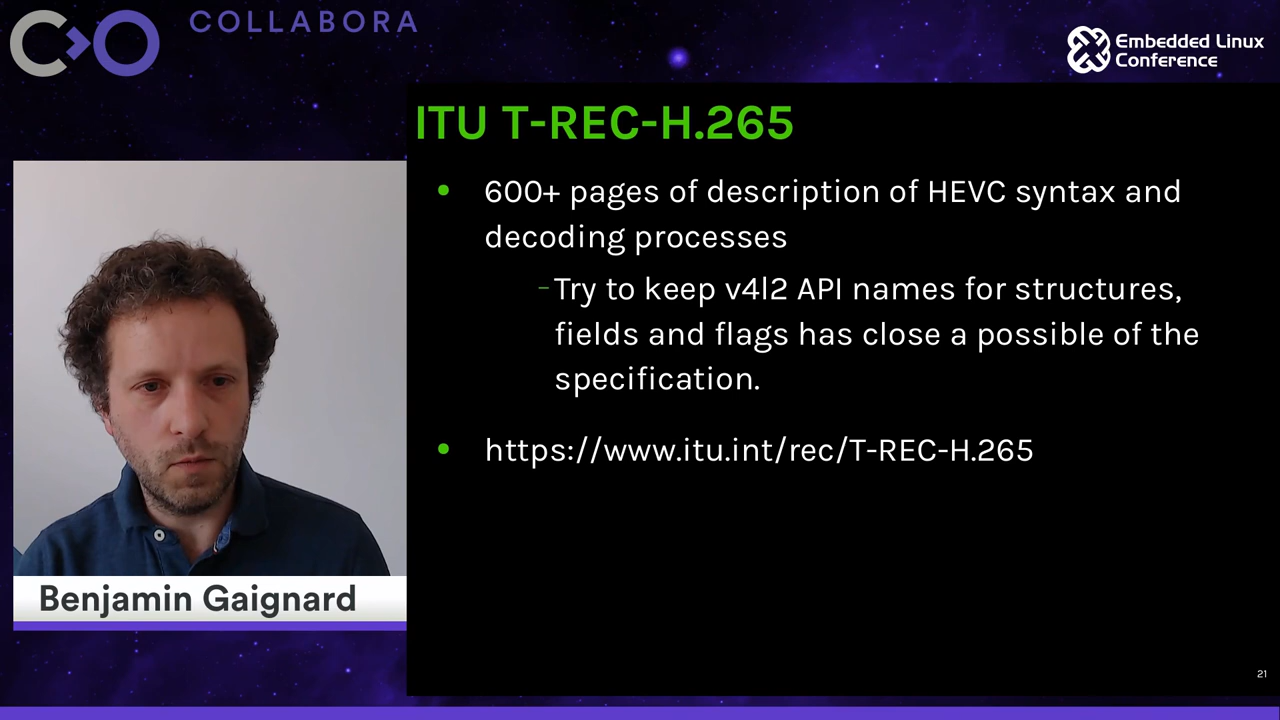 COLLABORA
Embedded Linux
Conference
ITU T-REC-H.265
• 600+ pages of description of HEVC syntax and
decoding processes
–Try to keep v4l2 API names for structures,
fields and flags has close a possible of the
specification.
• https://www.itu.int/rec/T-REC-H.265
Benjamin Gaignard
21